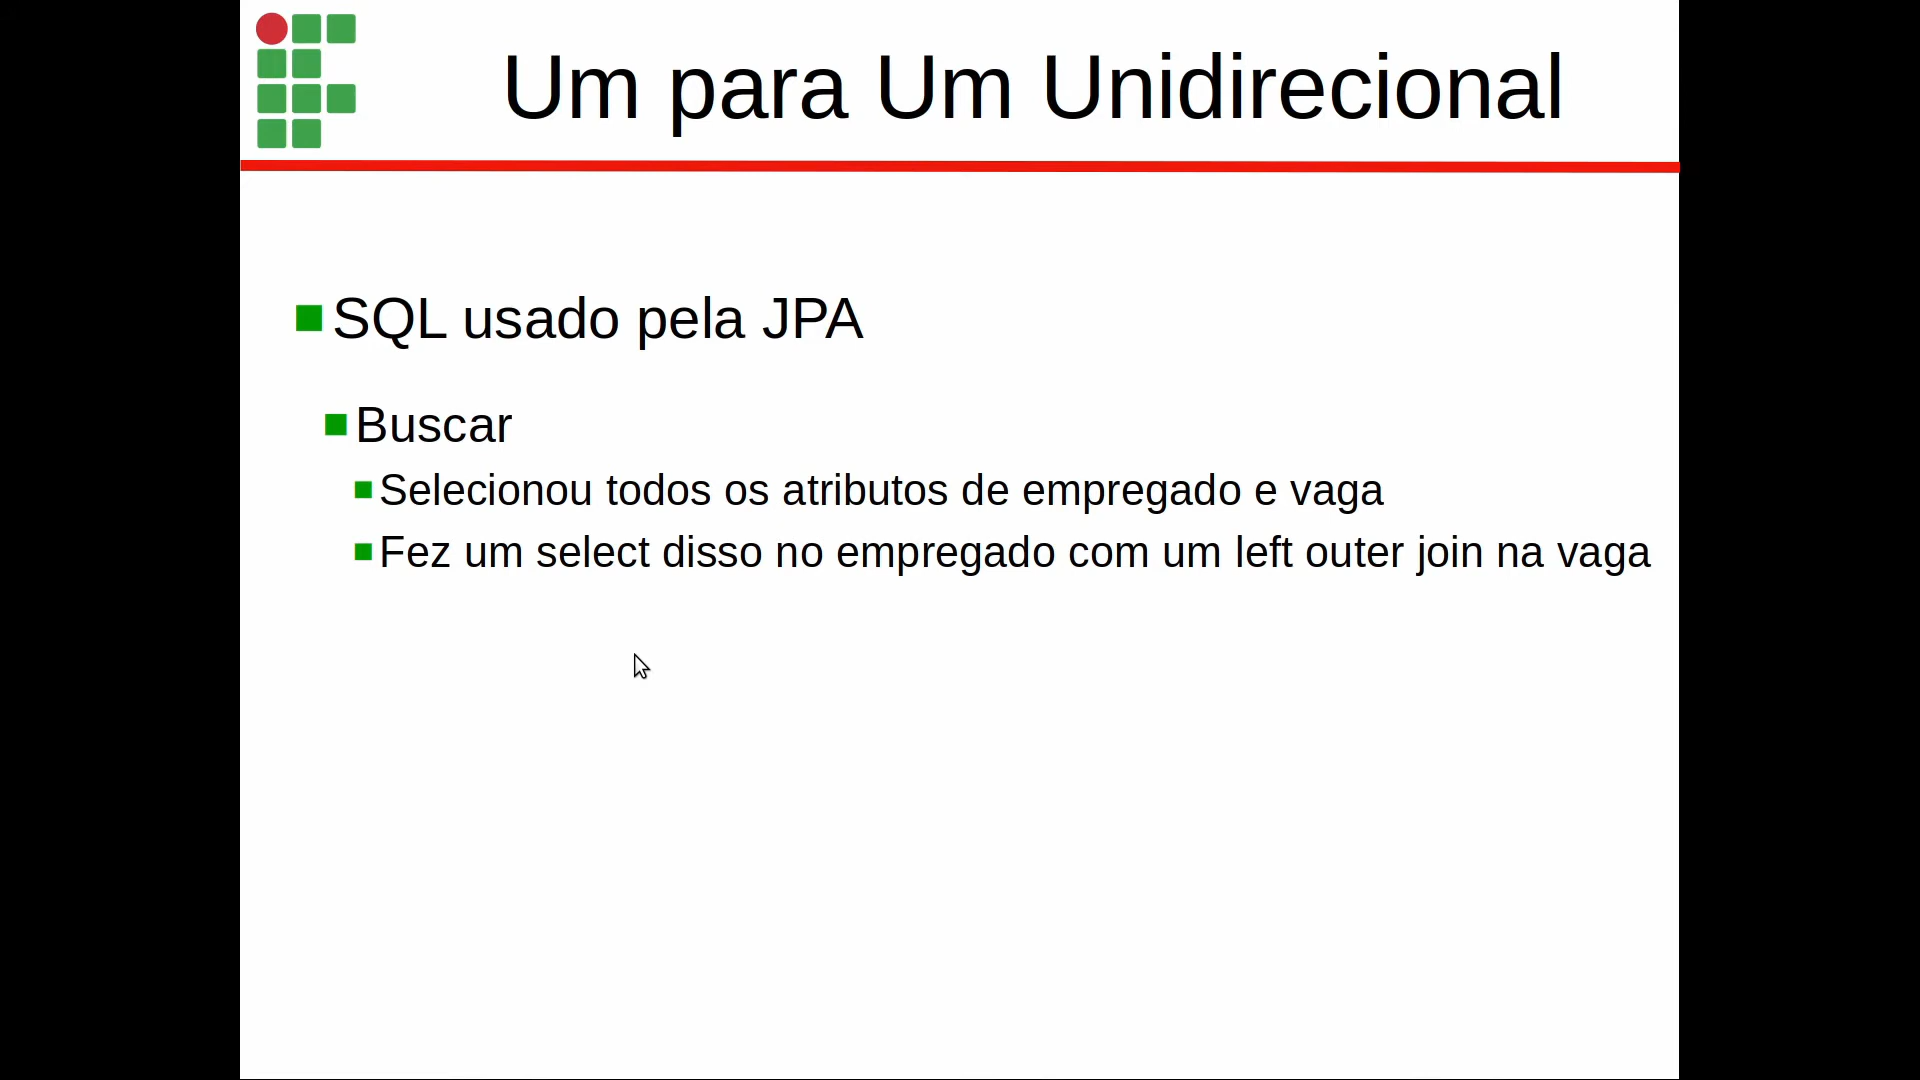 Um para Um Unidirecional
SQL usado pela JPA
Buscar
Selecionou todos os atributos de empregado e vaga
Fez um select disso no empregado com um left outer join na vaga